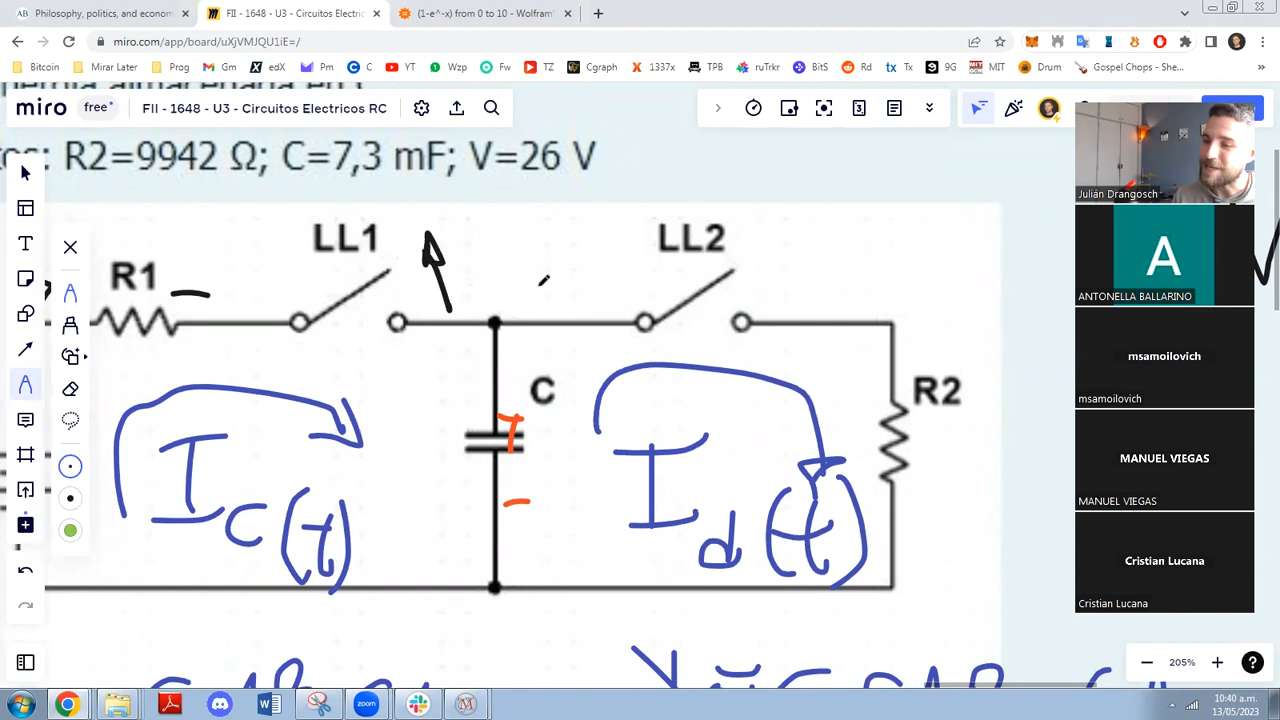 Philosophy, politics, and econom
FII - 1648 - U3 - Circuitos Electric
(1-e^-x) from 0 to 10 - Wolfram
miro.com/app/board/uXjVMJQU1iE=/
Bitcoin
Mirar Later
Prog
Gm
edX
Pm
C
YT
Wzp
Fw
TZ
Cgraph
1337x
TPB
ruTrkr
BitS
Rd
Tx
9G
MIT
Drum
Gospel Chops - She...
miro free FII - 1648 - U3 - Circuitos Electricos RC
tos: R2=9942 Ω; C=7,3 mF; V=26 V
LL1
LL2
R1
C
R2
I c(t)
I d(t)
Julián Drangosch
A
ANTONELLA BALLARINO
msamoilovich
msamoilovich
MANUEL VIEGAS
MANUEL VIEGAS
Cristian Lucana
Cristian Lucana
205%
zoom
10:40 a.m.
13/05/2023